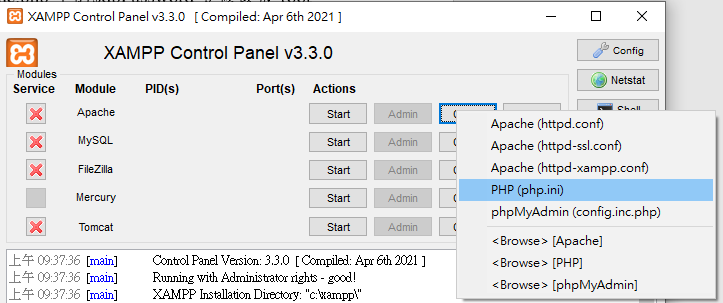 XAMPP Control Panel v3.3.0 [ Compiled: Apr 6th 2021 ]
XAMPP Control Panel v3.3.0
Config
Netstat
Shell
Modules
Service Module PID(s) Port(s) Actions
Apache Start Admin
MySQL Start Admin
FileZilla Start Admin
Mercury Start Admin
Tomcat Start Admin
Apache (httpd.conf)
Apache (httpd-ssl.conf)
Apache (httpd-xampp.conf)
PHP (php.ini)
phpMyAdmin (config.inc.php)
<Browse> [Apache]
<Browse> [PHP]
<Browse> [phpMyAdmin]
上午 09:37:36 [main] Control Panel Version: 3.3.0 [ Compiled: Apr 6th 2021 ]
上午 09:37:36 [main] Running with Administrator rights - good!
上午 09:37:36 [main] XAMPP Installation Directory: "c:\xampp\"